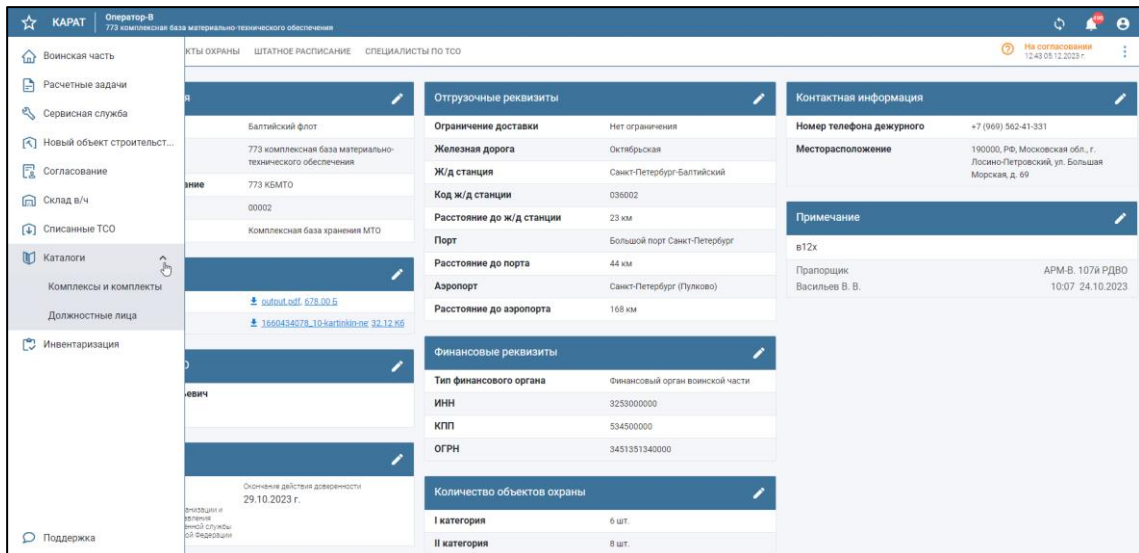 КАРАТ
Оператор-В
773 комплексная база материально-технического обеспечения
Воинская часть
Расчетные задачи
Сервисная служба
Новый объект строительст...
Согласование
Склад в/ч
Списанные ТСО
Каталоги
Комплексы и комплекты
Должностные лица
Инвентаризация
Поддержка
КТЫ ОХРАНЫ ШТАТНОЕ РАСПИСАНИЕ СПЕЦИАЛИСТЫ ПО ТСО
На согласовании
12:43 05.12.2023 г.
я
Балтийский флот
773 комплексная база материально-
технического обеспечения
ание 773 КБМТО
00002
Комплексная база хранения МТО
outout.pdf, 678.00 Б
1660434078_10-kartinkin-ne 32.12 Кб
О
ьевич
Окончание действия доверенности
29.10.2023 г.
анизации и
авления
енной службы
ой Федерации
Отгрузочные реквизиты
Ограничение доставки Нет ограничения
Железная дорога Октябрьская
Ж/д станция Санкт-Петербург-Балтийский
Код ж/д станции 036002
Расстояние до ж/д станции 23 км
Порт Большой порт Санкт-Петербург
Расстояние до порта 44 км
Аэропорт Санкт-Петербург (Пулково)
Расстояние до аэропорта 168 км
Финансовые реквизиты
Тип финансового органа Финансовый орган воинской части
ИНН 3253000000
КПП 534500000
ОГРН 3451351340000
Количество объектов охраны
I категория 6 шт.
II категория 8 шт.
Контактная информация
Номер телефона дежурного +7 (969) 562-41-331
Месторасположение 190000, РФ, Московская обл., г.
Лосино-Петровский, ул. Большая
Морская, д. 69
Примечание
в12х
Прапорщик АРМ-В. 107й РДВО
Васильев В. В. 10:07 24.10.2023